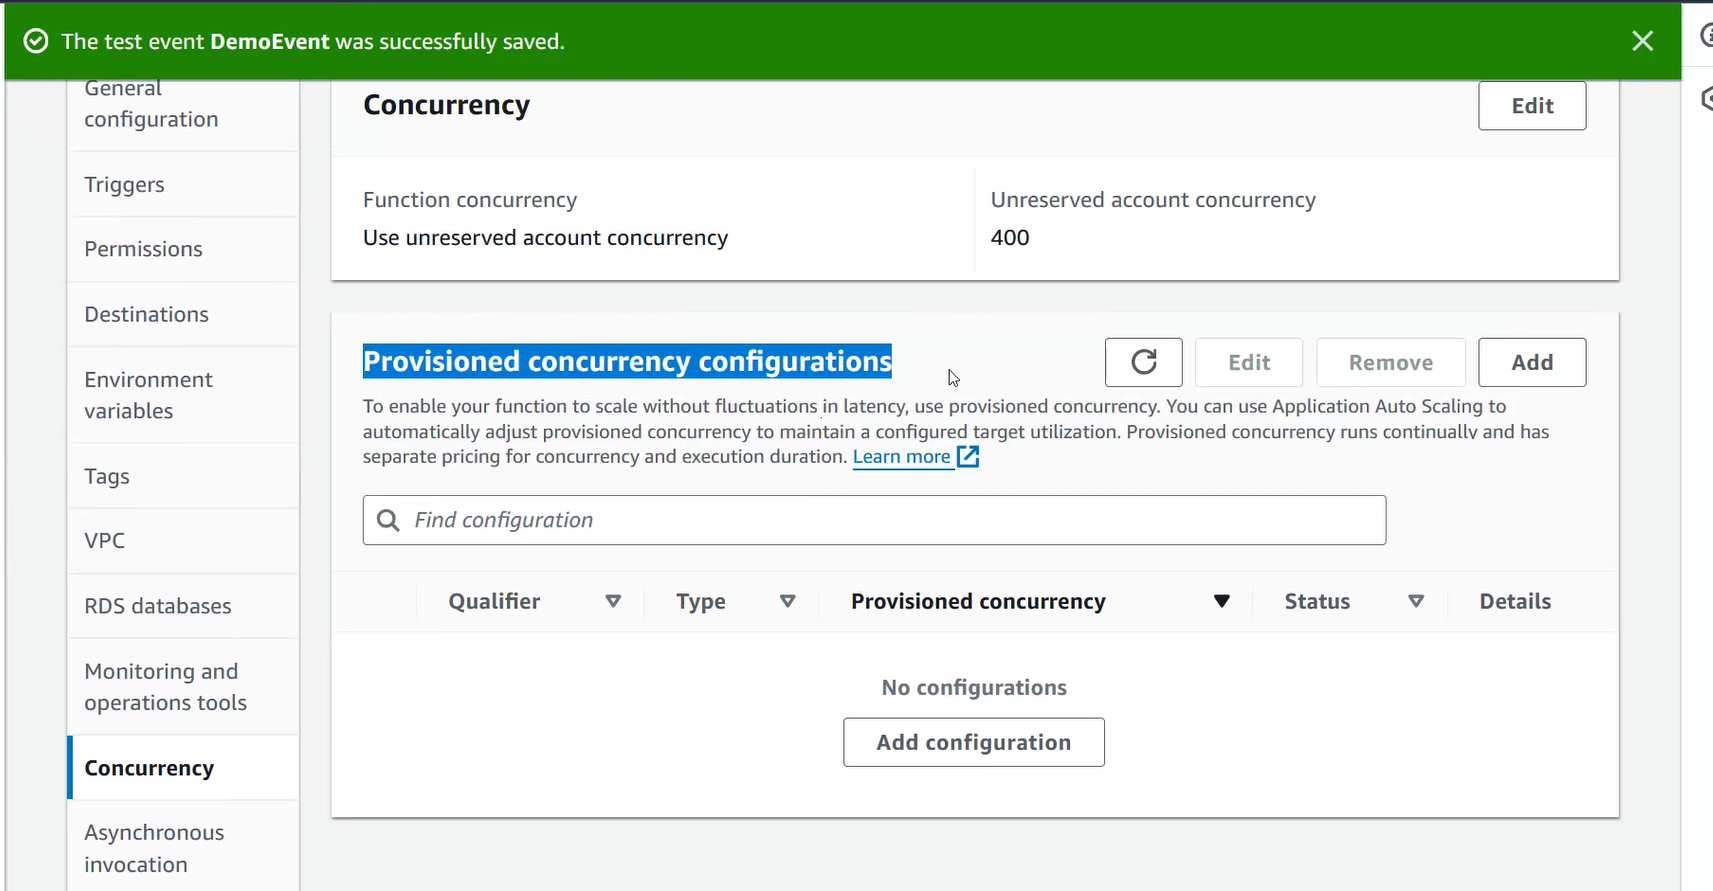 The test event DemoEvent was successfully saved.
General
configuration
Triggers
Permissions
Destinations
Environment
variables
Tags
VPC
RDS databases
Monitoring and
operations tools
Concurrency
Asynchronous
invocation
Concurrency
Edit
Function concurrency
Use unreserved account concurrency
Unreserved account concurrency
400
Provisioned concurrency configurations
Edit
Remove
Add
To enable your function to scale without fluctuations in latency, use provisioned concurrency. You can use Application Auto Scaling to
automatically adjust provisioned concurrency to maintain a configured target utilization. Provisioned concurrency runs continually and has
separate pricing for concurrency and execution duration. Learn more
Find configuration
Qualifier Type Provisioned concurrency Status Details
No configurations
Add configuration